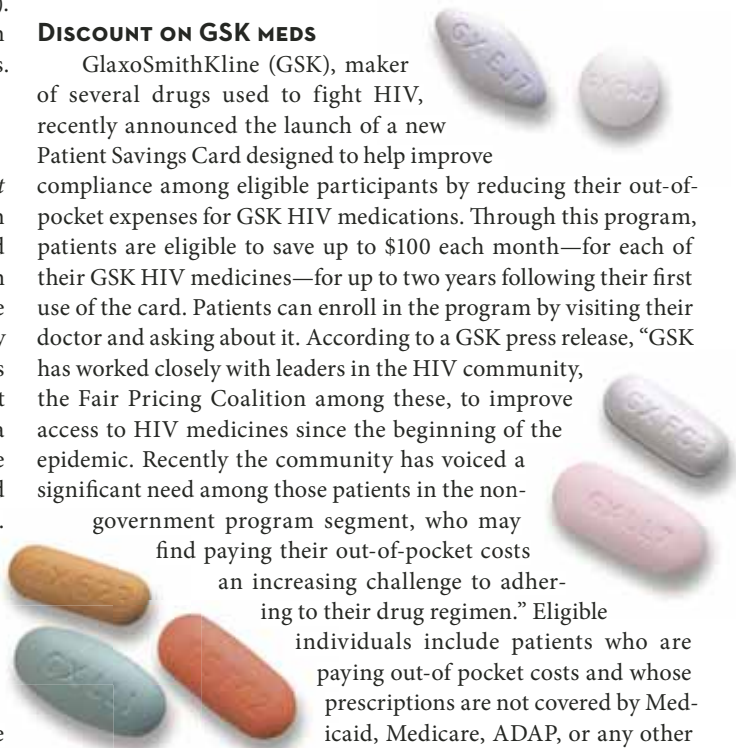 DISCOUNT ON GSK MEDS
GX EJ7
GlaxoSmithKline (GSK), maker
of several drugs used to fight HIV,
recently announced the launch of a new
Patient Savings Card designed to help improve
compliance among eligible participants by reducing their out-of-
pocket expenses for GSK HIV medications. Through this program,
patients are eligible to save up to $100 each month—for each of
their GSK HIV medicines—for up to two years following their first
use of the card. Patients can enroll in the program by visiting their
doctor and asking about it. According to a GSK press release, “GSK
has worked closely with leaders in the HIV community,
the Fair Pricing Coalition among these, to improve
access to HIV medicines since the beginning of the
GX FC3
epidemic. Recently the community has voiced a
significant need among those patients in the non-
government program segment, who may
GX LL7
find paying their out-of-pocket costs
an increasing challenge to adher-
GX 623
ing to their drug regimen.” Eligible
individuals include patients who are
paying out-of pocket costs and whose
prescriptions are not covered by Med-
icaid, Medicare, ADAP, or any other